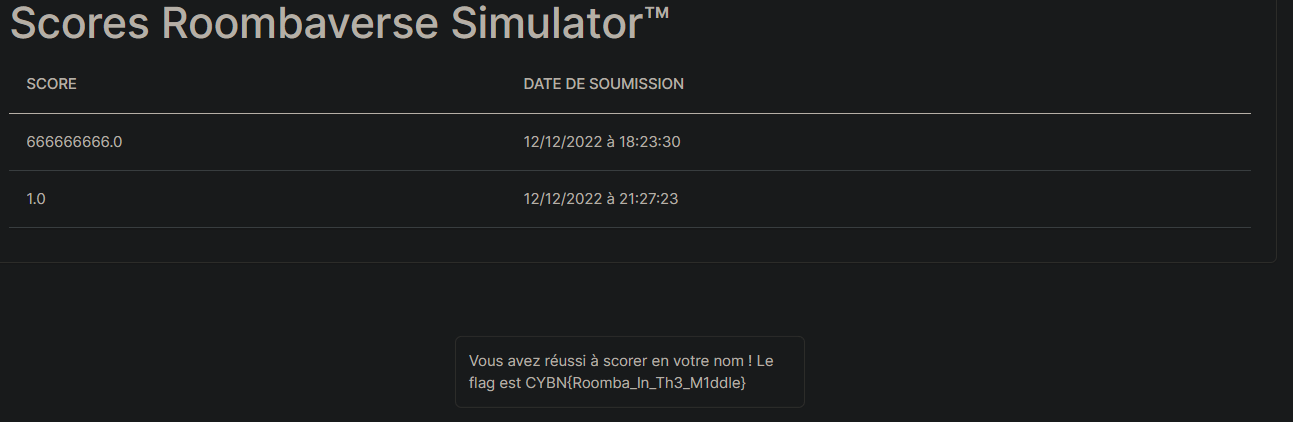 Scores Roombaverse Simulator™
SCORE DATE DE SOUMISSION
666666666.0 12/12/2022 à 18:23:30
1.0 12/12/2022 à 21:27:23
Vous avez réussi à scorer en votre nom ! Le
flag est CYBN{Roomba_In_Th3_M1ddle}